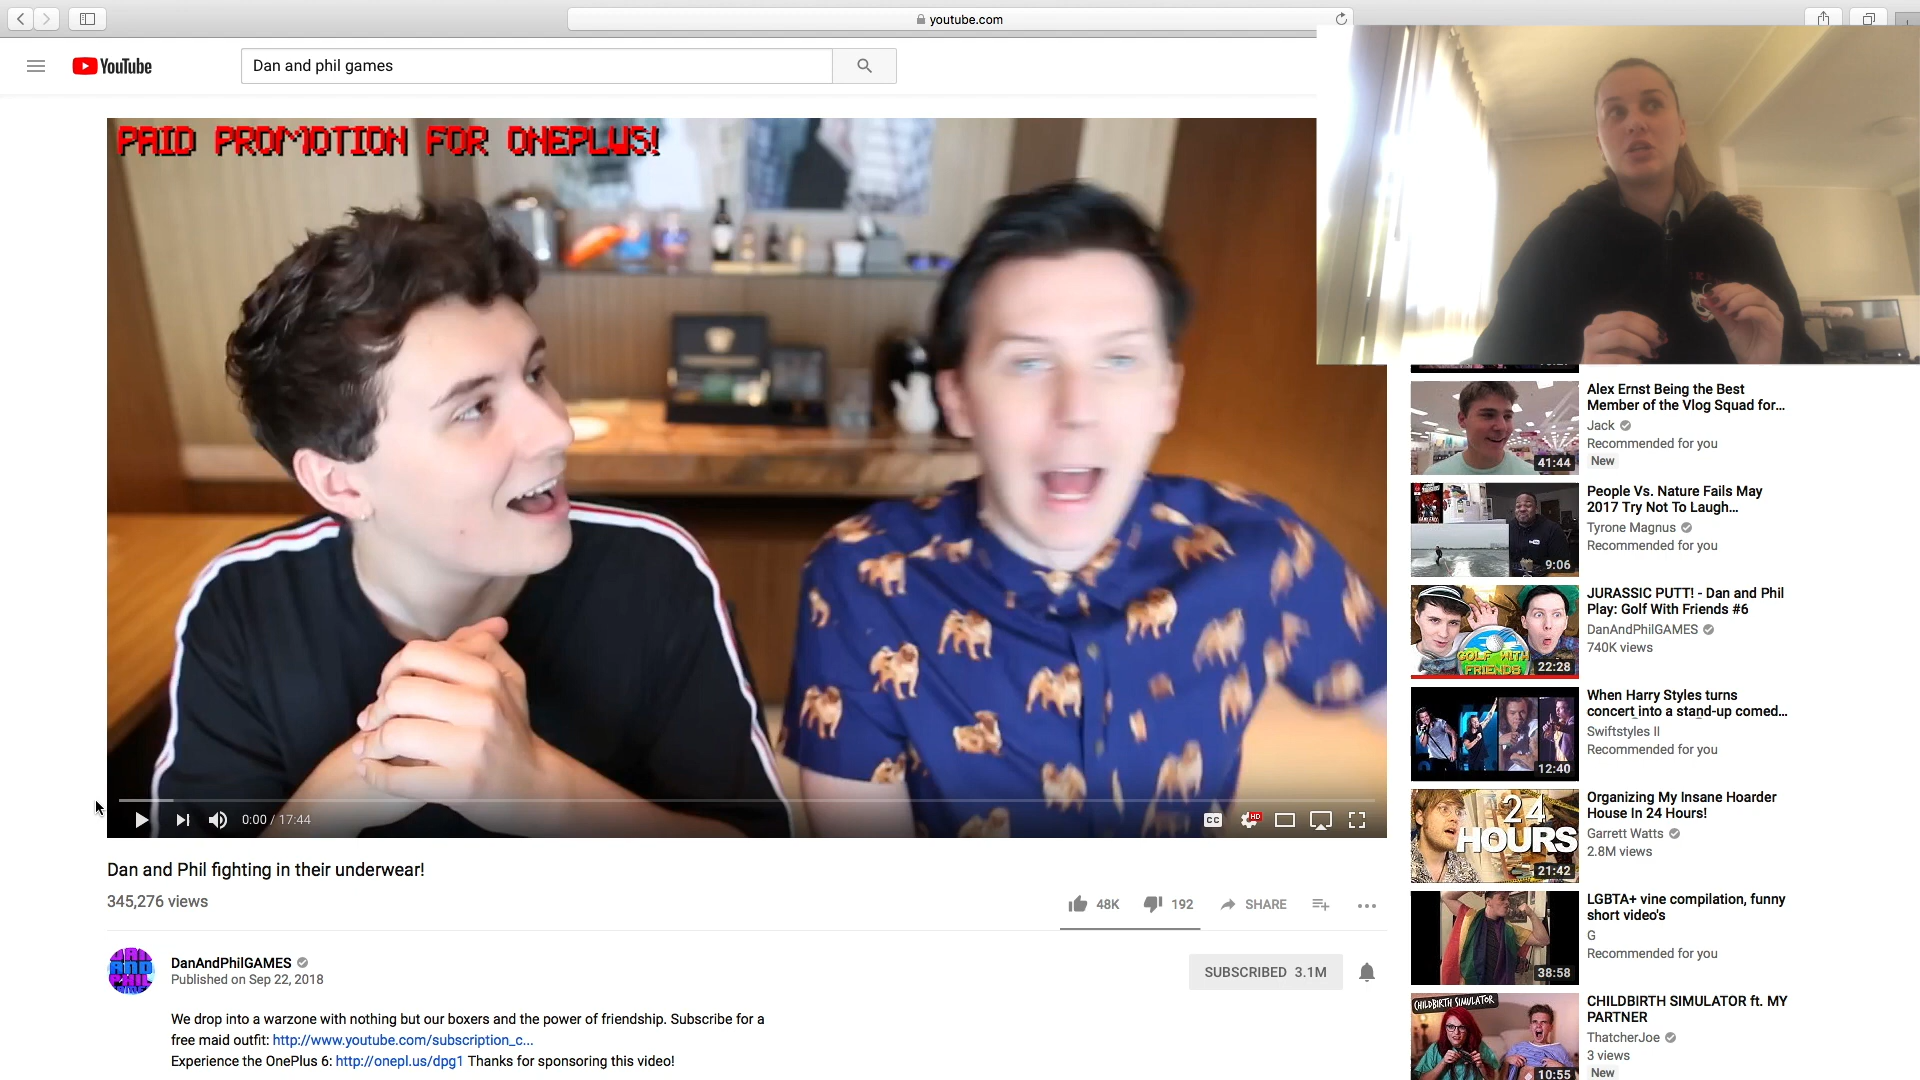 youtube.com
YouTube
Dan and phil games
PAID PROMOTION FOR ONEPLUS!
0:00 / 17:44
CC
HD
Dan and Phil fighting in their underwear!
345,276 views
48K
192
SHARE
DAN
AND
PHIL
DanAndPhilGAMES
Published on Sep 22, 2018
SUBSCRIBED 3.1M
We drop into a warzone with nothing but our boxers and the power of friendship. Subscribe for a
free maid outfit: http://www.youtube.com/subscription_c...
Experience the OnePlus 6: http://onepl.us/dpg1 Thanks for sponsoring this video!
Alex Ernst Being the Best
Member of the Vlog Squad for...
Jack
Recommended for you
New
41:44
People Vs. Nature Fails May
2017 Try Not To Laugh...
Tyrone Magnus
Recommended for you
9:06
JURASSIC PUTT! - Dan and Phil
Play: Golf With Friends #6
DanAndPhilGAMES
740K views
GOLF WITH
FRIENDS
22:28
When Harry Styles turns
concert into a stand-up comed...
Swiftstyles II
Recommended for you
12:40
Organizing My Insane Hoarder
House In 24 Hours!
Garrett Watts
2.8M views
24
HOURS
21:42
LGBTA+ vine compilation, funny
short video's
G
Recommended for you
38:58
CHILDBIRTH SIMULATOR ft. MY
PARTNER
ThatcherJoe
3 views
New
CHILDBIRTH SIMULATOR
10:55